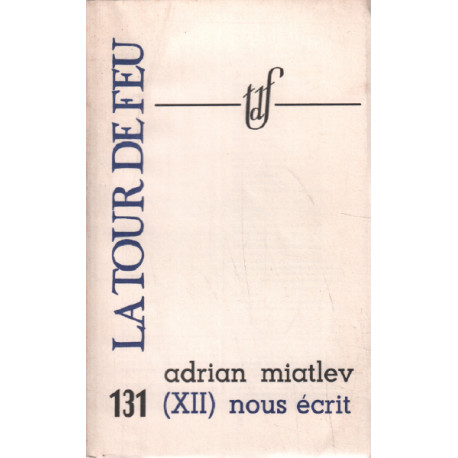 LA TOUR DE FEU
tdf
adrian miatlev
131 (XII) nous écrit